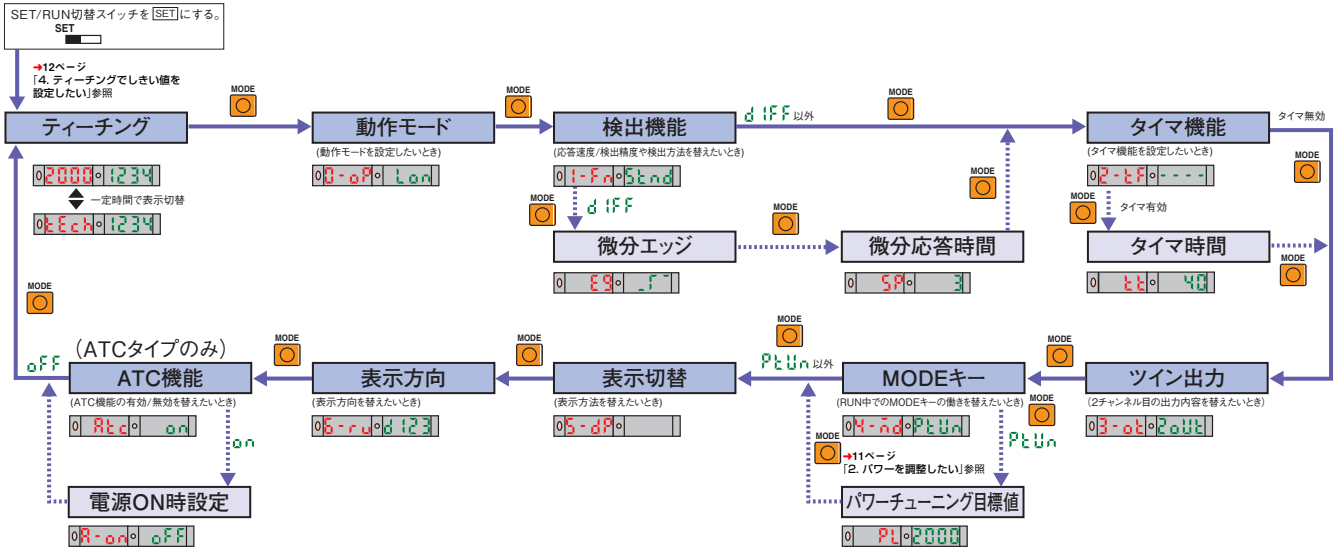 SET/RUN切替スイッチを SET にする。
SET
➔12ページ
「4. ティーチングでしきい値を
設定したい」参照
MODE
ティーチング
2000 1234
一定時間で表示切替
tEch 1234
MODE
動作モード
(動作モードを設定したいとき)
0-oP Lon
検出機能
(応答速度/検出精度や検出方法を替えたいとき)
1-Fn Stnd
dIFF 以外
MODE
MODE
dIFF
微分エッジ
Eg
MODE
微分応答時間
SP 3
MODE
タイマ機能
(タイマ機能を設定したいとき)
2-tF ----
タイマ無効
MODE
MODE
タイマ有効
タイマ時間
tt 40
MODE
ツイン出力
(2チャンネル目の出力内容を替えたいとき)
3-ot 2oUt
MODE
MODEキー
(RUN中でのMODEキーの働きを替えたいとき)
4-md PtUn
MODE
PtUn
➔11ページ
「2. パワーを調整したい」参照
パワーチューニング目標値
PL 2000
MODE
MODE
PtUn 以外
表示切替
(表示方法を替えたいとき)
5-dP
MODE
表示方向
(表示方向を替えたいとき)
6-ru d123
MODE
(ATCタイプのみ)
ATC機能
(ATC機能の有効/無効を替えたいとき)
Atc on
on
電源ON時設定
A-on oFF
oFF
MODE